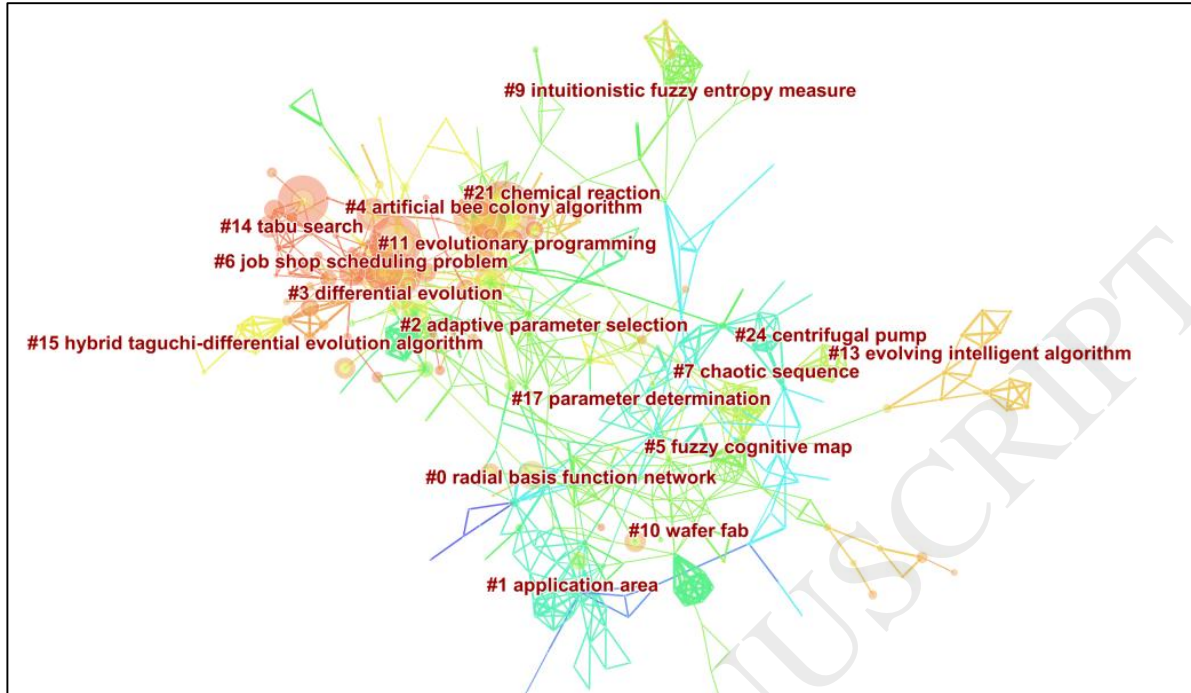 #9 intuitionistic fuzzy entropy measure
#21 chemical reaction
#4 artificial bee colony algorithm
#14 tabu search
#11 evolutionary programming
#6 job shop scheduling problem
#3 differential evolution
#2 adaptive parameter selection
#24 centrifugal pump
#15 hybrid taguchi-differential evolution algorithm
#13 evolving intelligent algorithm
#7 chaotic sequence
#17 parameter determination
#5 fuzzy cognitive map
#0 radial basis function network
#10 wafer fab
#1 application area
NUSCRIPT